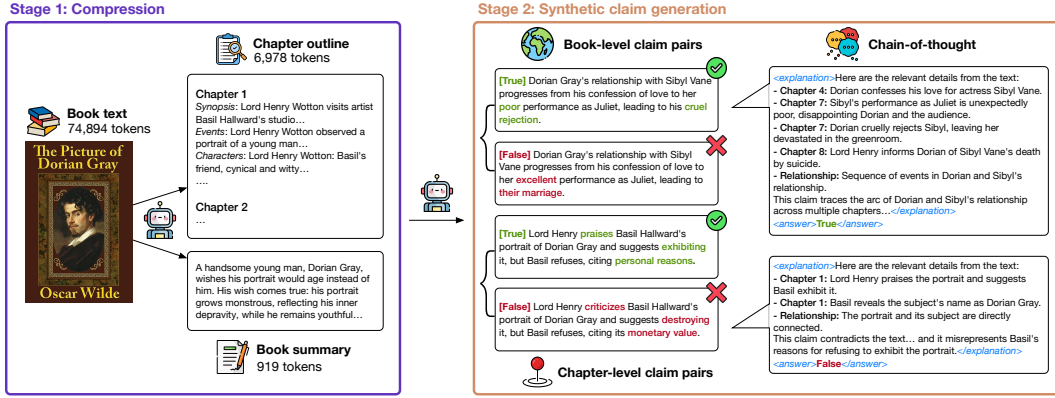 Stage 1: Compression
Chapter outline
6,978 tokens
Book text
74,894 tokens
The Picture of
Dorian Gray
Oscar Wilde
Chapter 1
Synopsis: Lord Henry Wotton visits artist
Basil Hallward's studio…
Events: Lord Henry Wotton observed a
portrait of a young man…
Characters: Lord Henry Wotton: Basil's
friend, cynical and witty…
….
Chapter 2
…
A handsome young man, Dorian Gray,
wishes his portrait would age instead of
him. His wish comes true: his portrait
grows monstrous, reflecting his inner
depravity, while he remains youthful…
Book summary
919 tokens
Stage 2: Synthetic claim generation
Book-level claim pairs
[True] Dorian Gray's relationship with Sibyl Vane
progresses from his confession of love to her
poor performance as Juliet, leading to his cruel
rejection.
[False] Dorian Gray's relationship with Sibyl
Vane progresses from his confession of love to
her excellent performance as Juliet, leading to
their marriage.
[True] Lord Henry praises Basil Hallward's
portrait of Dorian Gray and suggests exhibiting
it, but Basil refuses, citing personal reasons.
[False] Lord Henry criticizes Basil Hallward's
portrait of Dorian Gray and suggests destroying
it, but Basil refuses, citing its monetary value.
Chapter-level claim pairs
Chain-of-thought
<explanation>Here are the relevant details from the text:
- Chapter 4: Dorian confesses his love for actress Sibyl Vane.
- Chapter 7: Sibyl's performance as Juliet is unexpectedly
poor, disappointing Dorian and the audience.
- Chapter 7: Dorian cruelly rejects Sibyl, leaving her
devastated in the greenroom.
- Chapter 8: Lord Henry informs Dorian of Sibyl Vane's death
by suicide.
- Relationship: Sequence of events in Dorian and Sibyl's
relationship.
This claim traces the arc of Dorian and Sibyl's relationship
across multiple chapters…</explanation>
<answer>True</answer>
<explanation>Here are the relevant details from the text:
- Chapter 1: Lord Henry praises the portrait and suggests
Basil exhibit it.
- Chapter 1: Basil reveals the subject's name as Dorian Gray.
- Relationship: The portrait and its subject are directly
connected.
This claim contradicts the text… and it misrepresents Basil's
reasons for refusing to exhibit the portrait.</explanation>
<answer>False</answer>